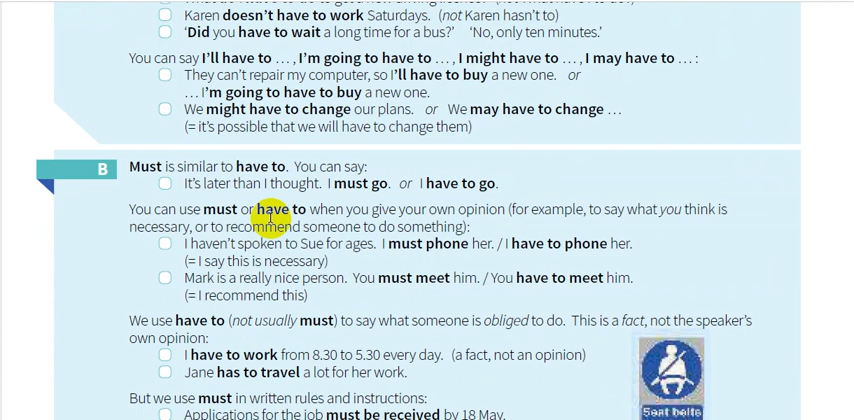 Karen doesn't have to work Saturdays. (not Karen hasn't to)
'Did you have to wait a long time for a bus?' 'No, only ten minutes.'
You can say I'll have to … , I'm going to have to … , I might have to … , I may have to … :
They can't repair my computer, so I'll have to buy a new one. or
… I'm going to have to buy a new one.
We might have to change our plans. or We may have to change …
(= it's possible that we will have to change them)
B
Must is similar to have to. You can say:
It's later than I thought. I must go. or I have to go.
You can use must or have to when you give your own opinion (for example, to say what you think is
necessary, or to recommend someone to do something):
I haven't spoken to Sue for ages. I must phone her. / I have to phone her.
(= I say this is necessary)
Mark is a really nice person. You must meet him. / You have to meet him.
(= I recommend this)
We use have to (not usually must) to say what someone is obliged to do. This is a fact, not the speaker's
own opinion:
I have to work from 8.30 to 5.30 every day. (a fact, not an opinion)
Jane has to travel a lot for her work.
But we use must in written rules and instructions:
Applications for the job must be received by 18 May.
Seat belts